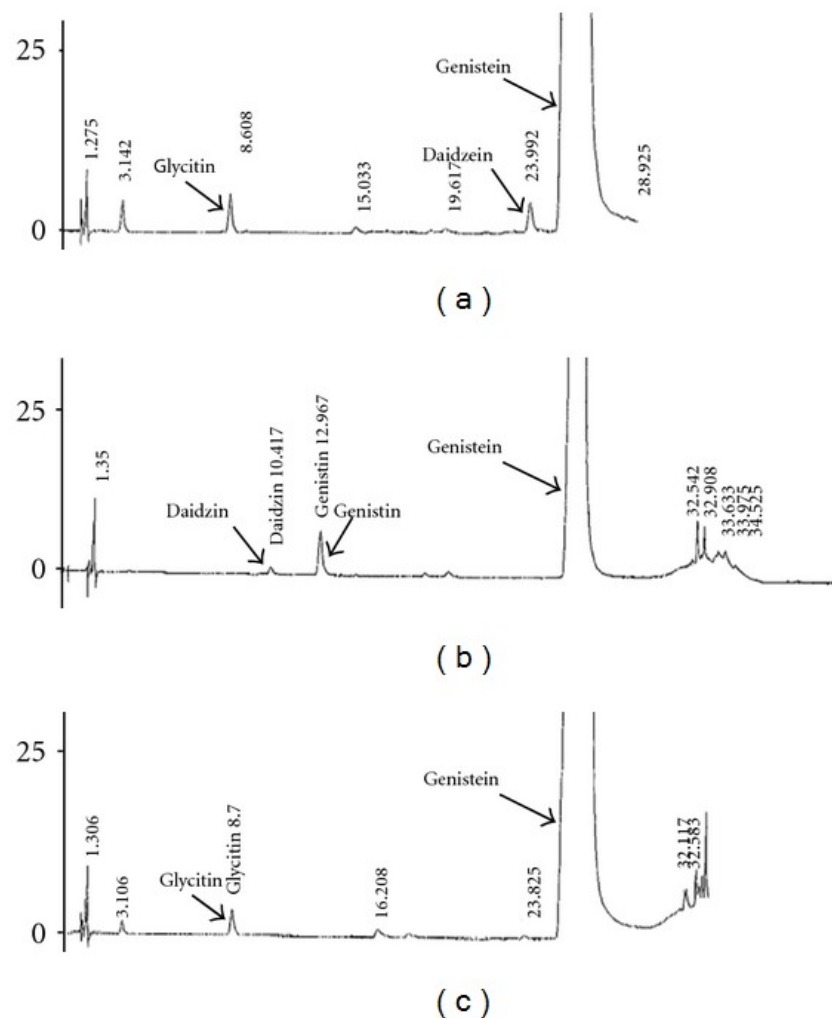 25
0
1.275
3.142
Glycitin
8.608
15.033
19.617
Daidzein
23.992
Genistein
28.925
( a )
25
0
1.35
Daidzin
Daidzin 10.417
Genistin 12.967
Genistin
Genistein
32.542
32.908
33.633
33.975
34.525
( b )
25
0
1.306
3.106
Glycitin
Glycitin 8.7
16.208
23.825
Genistein
32.117
32.583
( c )